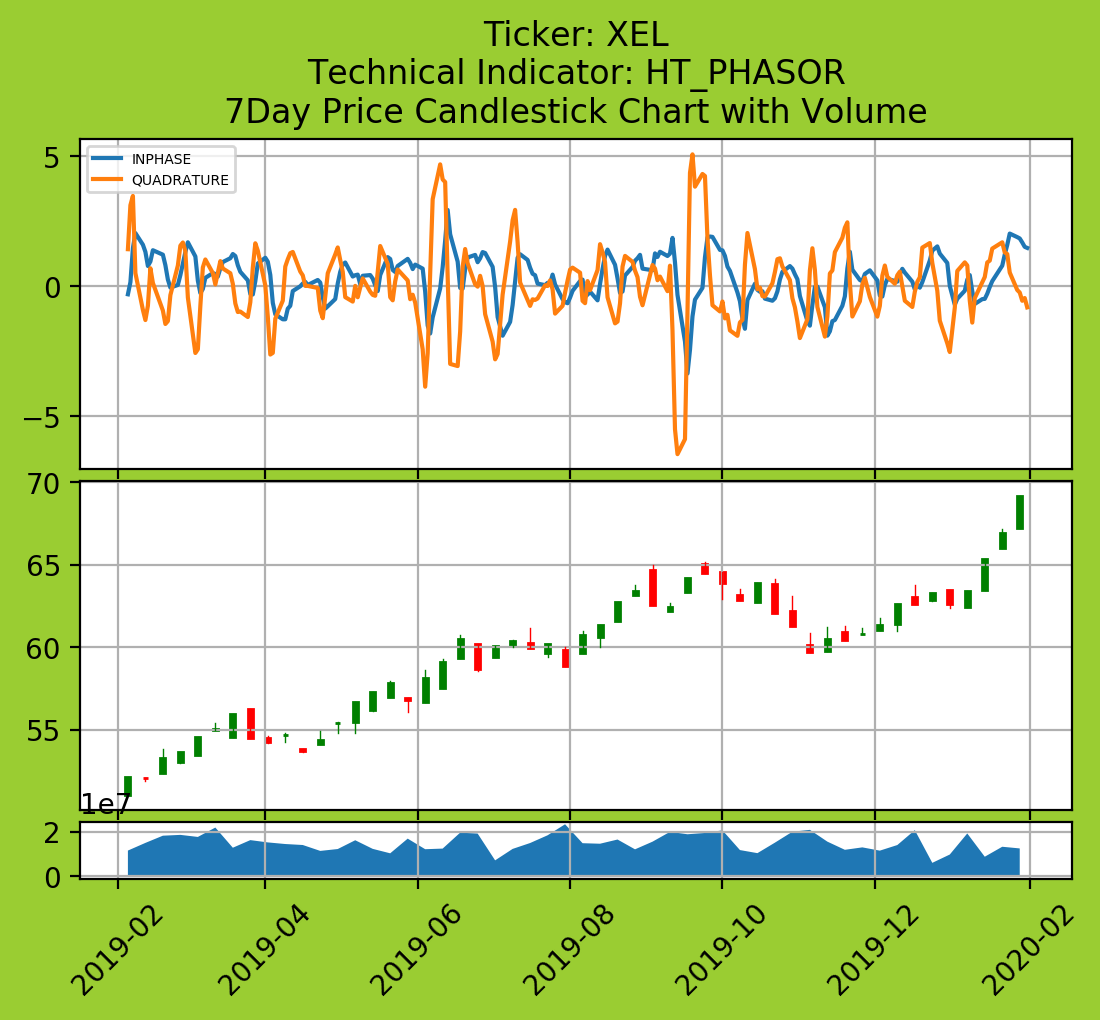 Ticker: XEL
Technical Indicator: HT_PHASOR
7Day Price Candlestick Chart with Volume
INPHASE
QUADRATURE
5
0
−5
70
65
60
55
1e7
2
0
2019-02
2019-04
2019-06
2019-08
2019-10
2019-12
2020-02